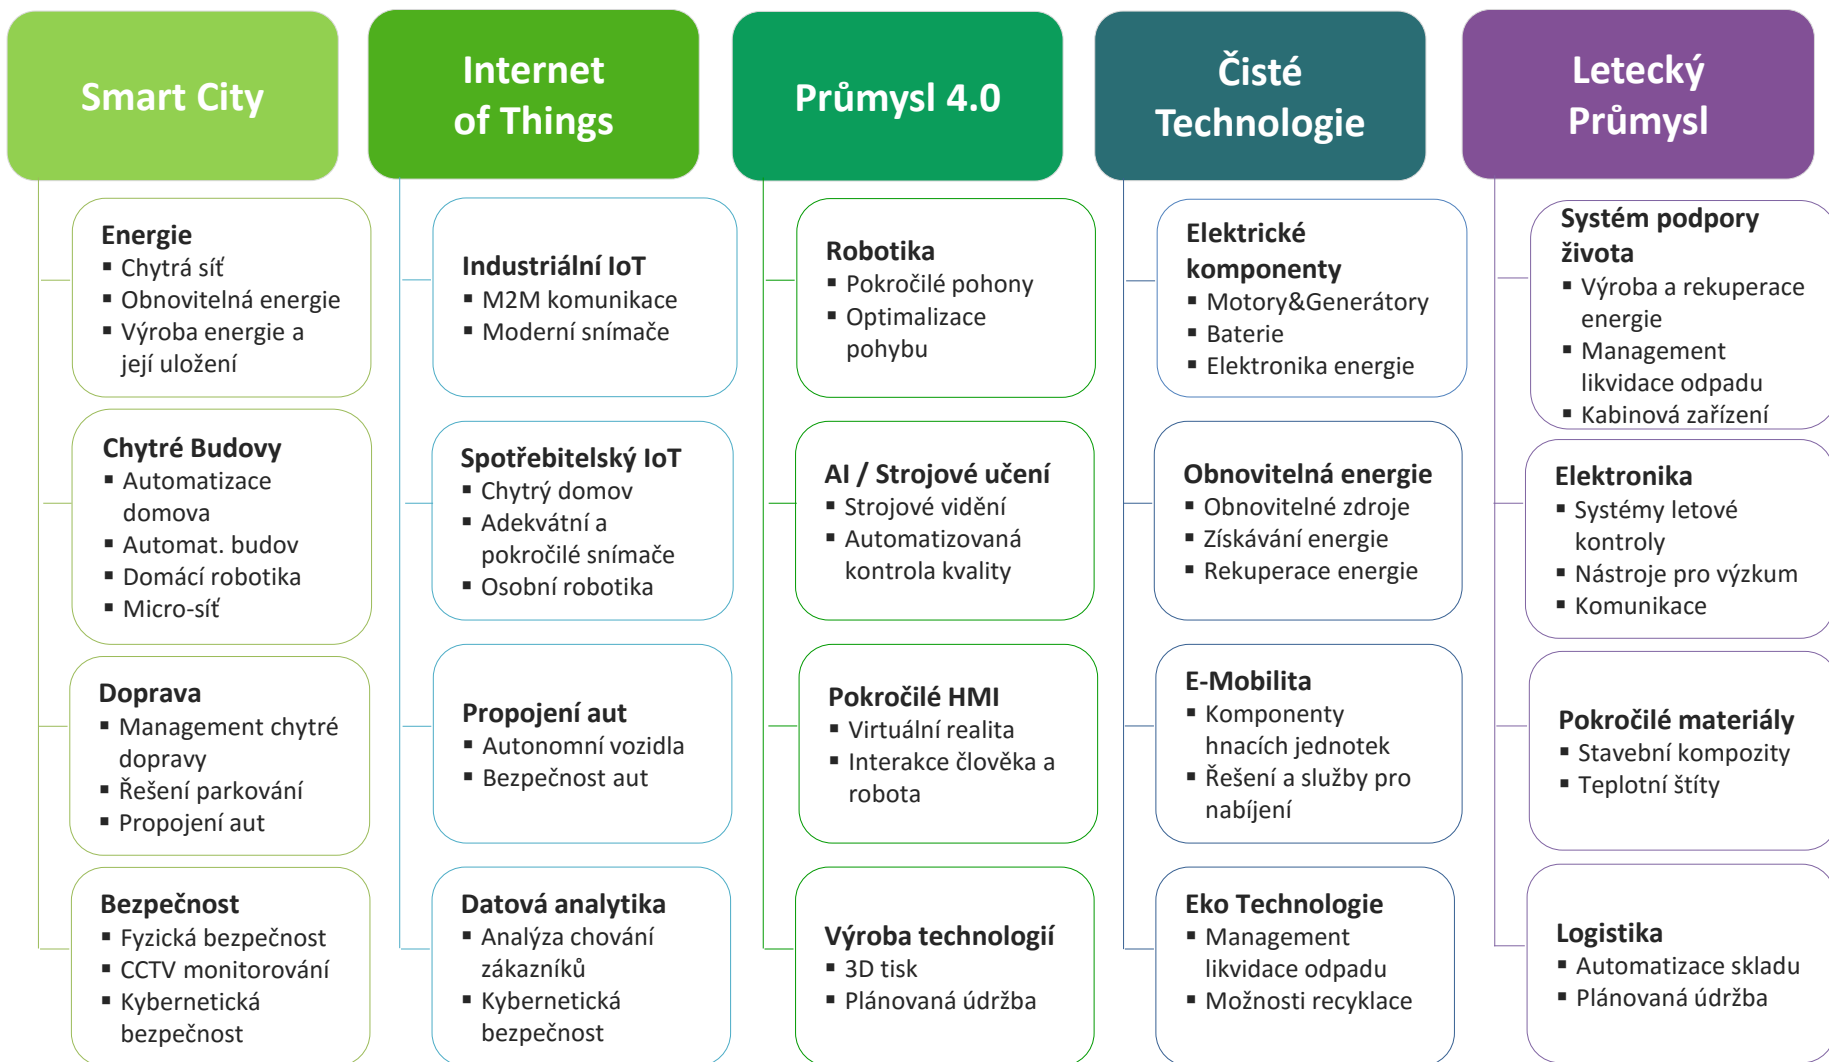 Smart City
Energie
▪ Chytrá síť
▪ Obnovitelná energie
▪ Výroba energie a
její uložení
Chytré Budovy
▪ Automatizace
domova
▪ Automat. budov
▪ Domácí robotika
▪ Micro-síť
Doprava
▪ Management chytré
dopravy
▪ Řešení parkování
▪ Propojení aut
Bezpečnost
▪ Fyzická bezpečnost
▪ CCTV monitorování
▪ Kybernetická
bezpečnost
Internet
of Things
Industriální IoT
▪ M2M komunikace
▪ Moderní snímače
Spotřebitelský IoT
▪ Chytrý domov
▪ Adekvátní a
pokročilé snímače
▪ Osobní robotika
Propojení aut
▪ Autonomní vozidla
▪ Bezpečnost aut
Datová analytika
▪ Analýza chování
zákazníků
▪ Kybernetická
bezpečnost
Průmysl 4.0
Robotika
▪ Pokročilé pohony
▪ Optimalizace
pohybu
AI / Strojové učení
▪ Strojové vidění
▪ Automatizovaná
kontrola kvality
Pokročilé HMI
▪ Virtuální realita
▪ Interakce člověka a
robota
Výroba technologií
▪ 3D tisk
▪ Plánovaná údržba
Čisté
Technologie
Elektrické
komponenty
▪ Motory&Generátory
▪ Baterie
▪ Elektronika energie
Obnovitelná energie
▪ Obnovitelné zdroje
▪ Získávání energie
▪ Rekuperace energie
E-Mobilita
▪ Komponenty
hnacích jednotek
▪ Řešení a služby pro
nabíjení
Eko Technologie
▪ Management
likvidace odpadu
▪ Možnosti recyklace
Letecký
Průmysl
Systém podpory
života
▪ Výroba a rekuperace
energie
▪ Management
likvidace odpadu
▪ Kabinová zařízení
Elektronika
▪ Systémy letové
kontroly
▪ Nástroje pro výzkum
▪ Komunikace
Pokročilé materiály
▪ Stavební kompozity
▪ Teplotní štíty
Logistika
▪ Automatizace skladu
▪ Plánovaná údržba